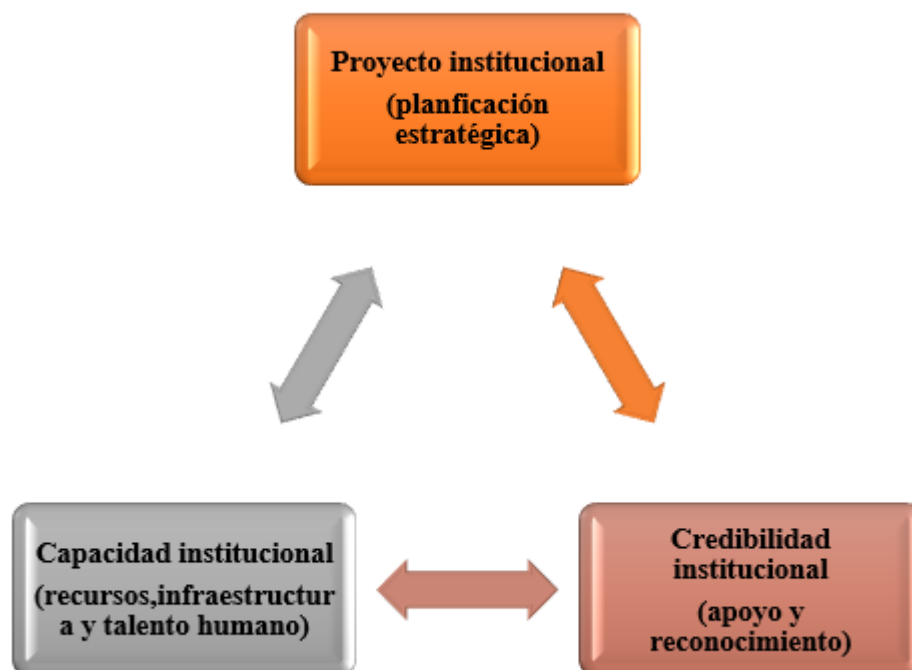 Proyecto institucional
(planficación
estratégica)
Capacidad institucional
(recursos,infraestructur
a y talento humano)
Credibilidad
institucional
(apoyo y
reconocimiento)